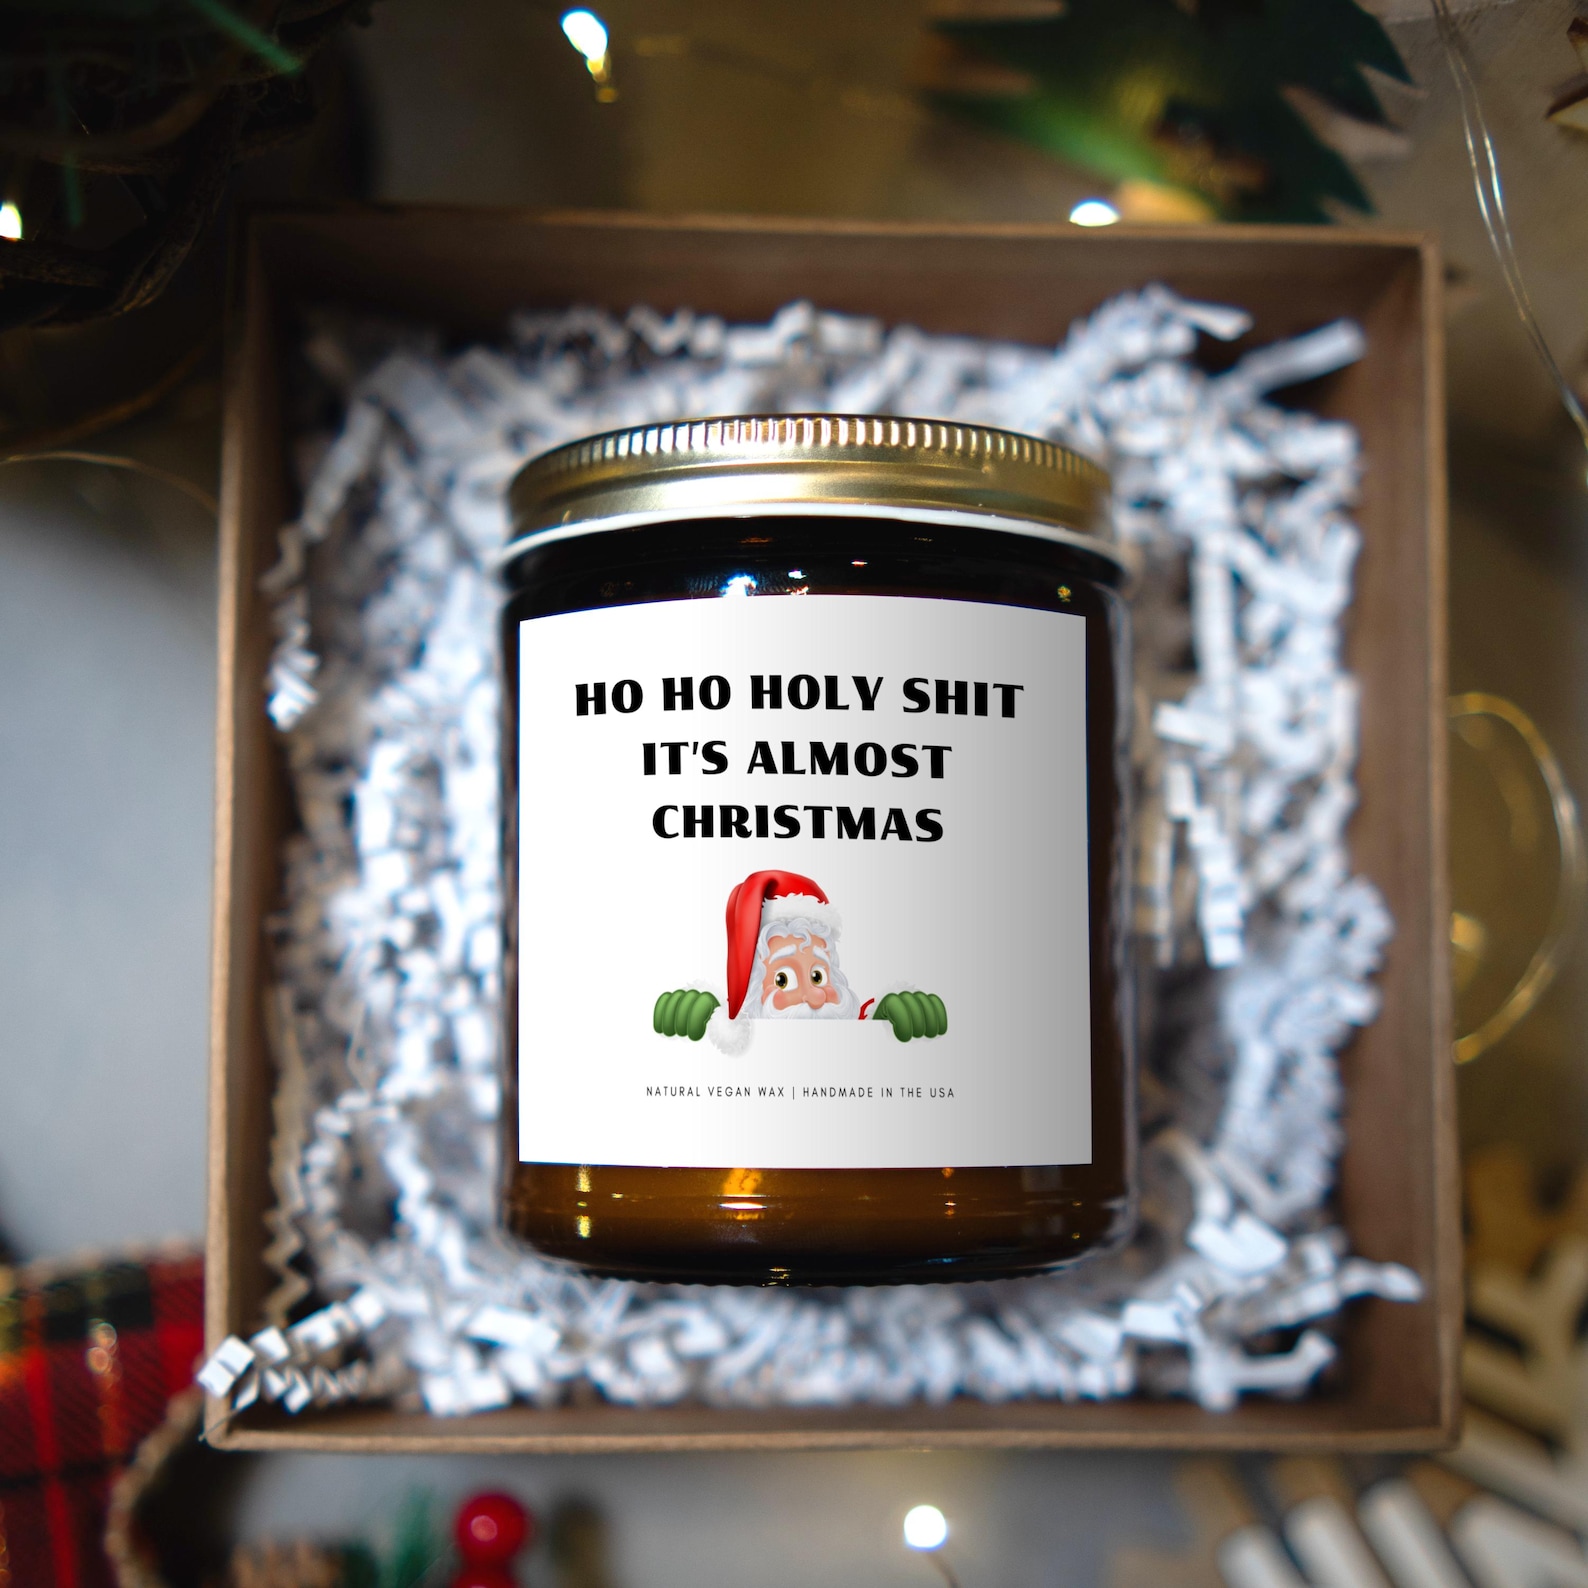 HO HO HOLY SHIT
IT'S ALMOST
CHRISTMAS
NATURAL VEGAN WAX | HANDMADE IN THE USA